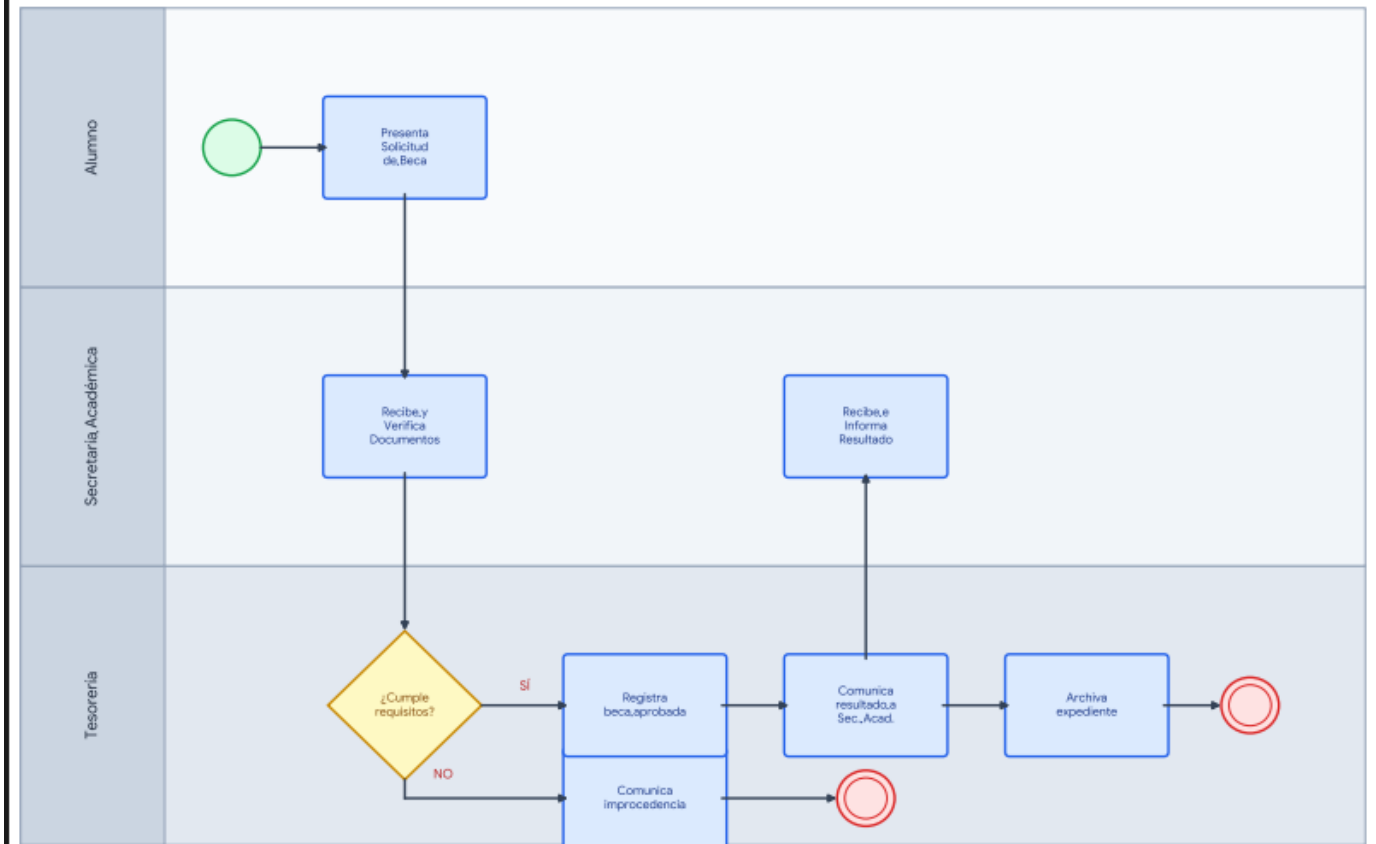 Alumno
Presenta
Solicitud
de,Beca
Secretaría,Académica
Recibe,y
Verifica
Documentos
Recibe,e
Informa
Resultado
Tesorería
¿Cumple
requisitos?
SÍ
Registra
beca,aprobada
Comunica
resultado,a
Sec.,Acad.
Archiva
expediente
NO
Comunica
improcedencia